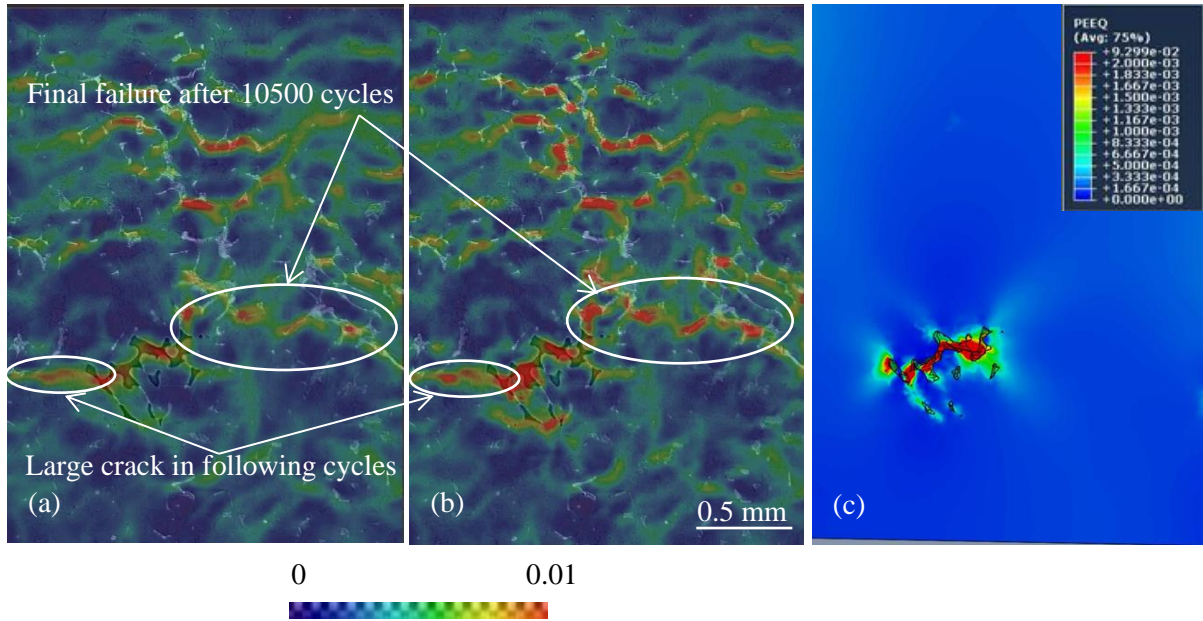 Final failure after 10500 cycles
Large crack in following cycles
(a)
(b)
0.5 mm
PEEQ
(Avg: 75%)
+9.299e-02
+2.000e-03
+1.833e-03
+1.667e-03
+1.500e-03
+1.333e-03
+1.167e-03
+1.000e-03
+8.333e-04
+6.667e-04
+5.000e-04
+3.333e-04
+1.667e-04
+0.000e+00
(c)
0 0.01